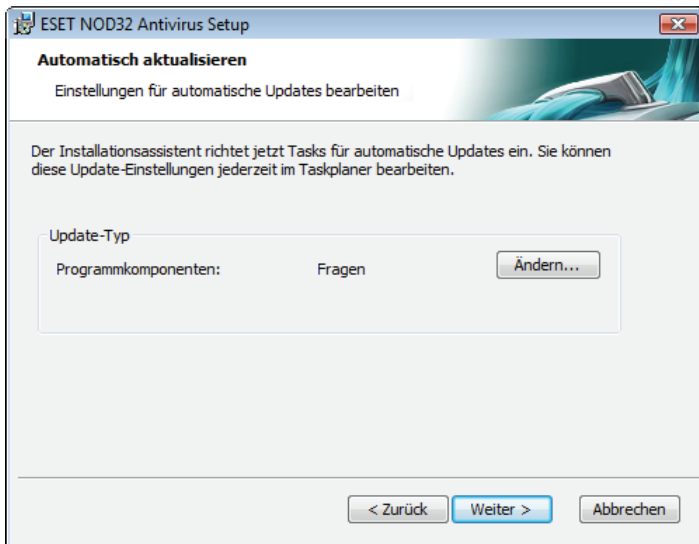 ESET NOD32 Antivirus Setup
Automatisch aktualisieren
Einstellungen für automatische Updates bearbeiten
Der Installationsassistent richtet jetzt Tasks für automatische Updates ein. Sie können
diese Update-Einstellungen jederzeit im Taskplaner bearbeiten.
Update-Typ
Programmkomponenten: Fragen Ändern...
< Zurück Weiter > Abbrechen